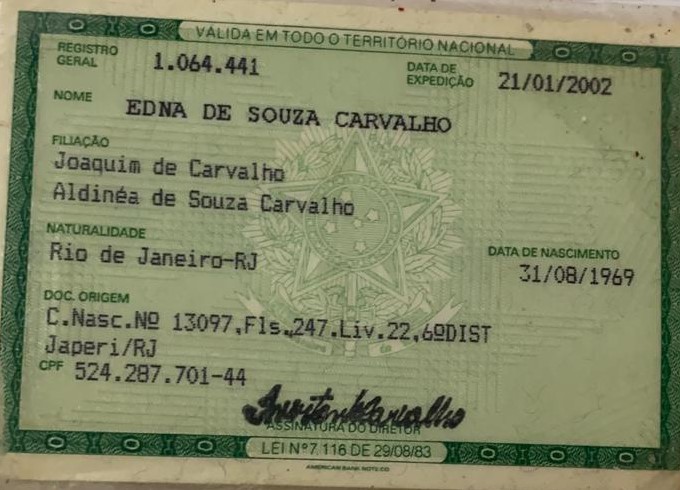 VÁLIDA EM TODO O TERRITÓRIO NACIONAL
REGISTRO GERAL 1.064.441 DATA DE EXPEDIÇÃO 21/01/2002
NOME EDNA DE SOUZA CARVALHO
FILIAÇÃO
Joaquim de Carvalho
Aldinéa de Souza Carvalho
NATURALIDADE DATA DE NASCIMENTO
Rio de Janeiro-RJ 31/08/1969
DOC. ORIGEM
C.Nasc.Nº 13097,Fls.,247.Liv.22,6ºDIST
Japeri/RJ
CPF 524.287.701-44
ASSINATURA DO DIRETOR
LEI Nº 7.116 DE 29/08/83
AMERICAN BANK NOTE CO